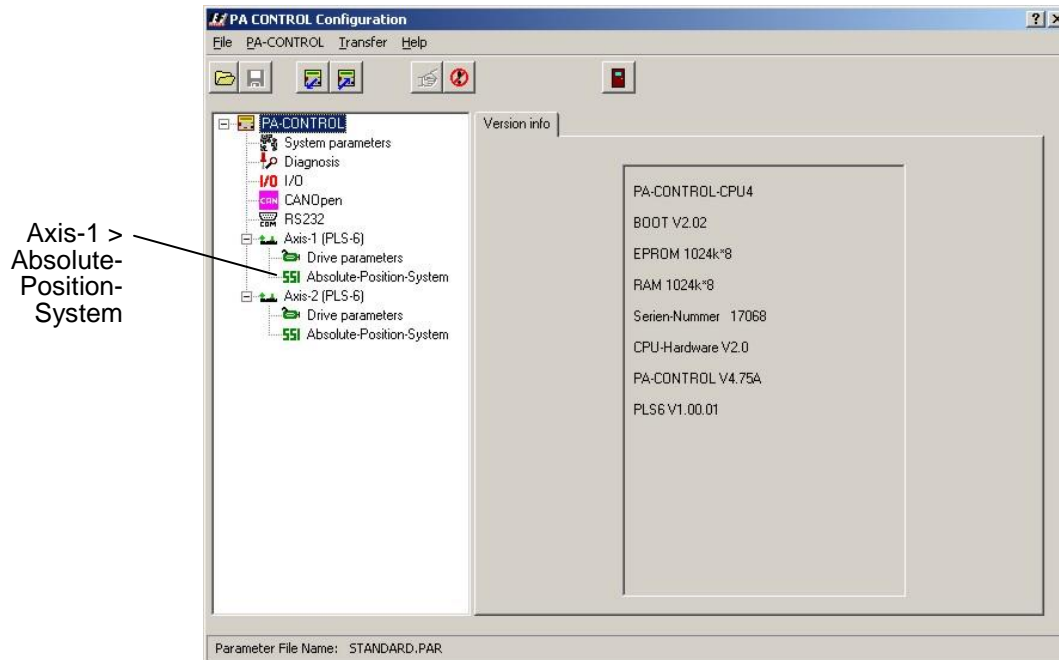 PA CONTROL Configuration
File PA-CONTROL Transfer Help
PA-CONTROL
System parameters
Diagnosis
I/O I/O
CAN CANOpen
COM RS232
Axis-1 (PLS-6)
Drive parameters
SSI Absolute-Position-System
Axis-2 (PLS-6)
Drive parameters
SSI Absolute-Position-System
Axis-1 >
Absolute-
Position-
System
Version info
PA-CONTROL-CPU4
BOOT V2.02
EPROM 1024k*8
RAM 1024k*8
Serien-Nummer 17068
CPU-Hardware V2.0
PA-CONTROL V4.75A
PLS6 V1.00.01
Parameter File Name: STANDARD.PAR